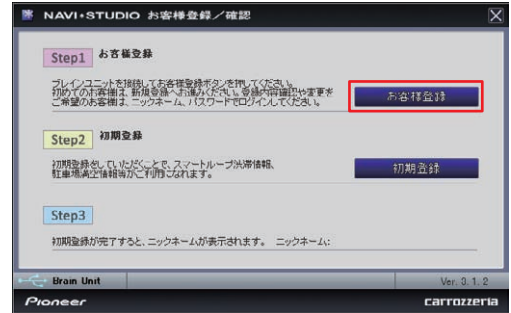 NAVI・STUDIO お客様登録／確認
Step1 お客様登録
ブレインユニットを接続してお客様登録ボタンを押してください。
初めてのお客様は、新規登録へお進みください。登録内容確認や変更を
ご希望のお客様は、ニックネーム、パスワードでログインしてください。
お客様登録
Step2 初期登録
初期登録をしていただくことで、スマートループ渋滞情報、
駐車場満空情報等がご利用になれます。
初期登録
Step3
初期登録が完了すると、ニックネームが表示されます。 ニックネーム:
Brain Unit
Ver. 3. 1. 2
Pioneer
carrozzeria